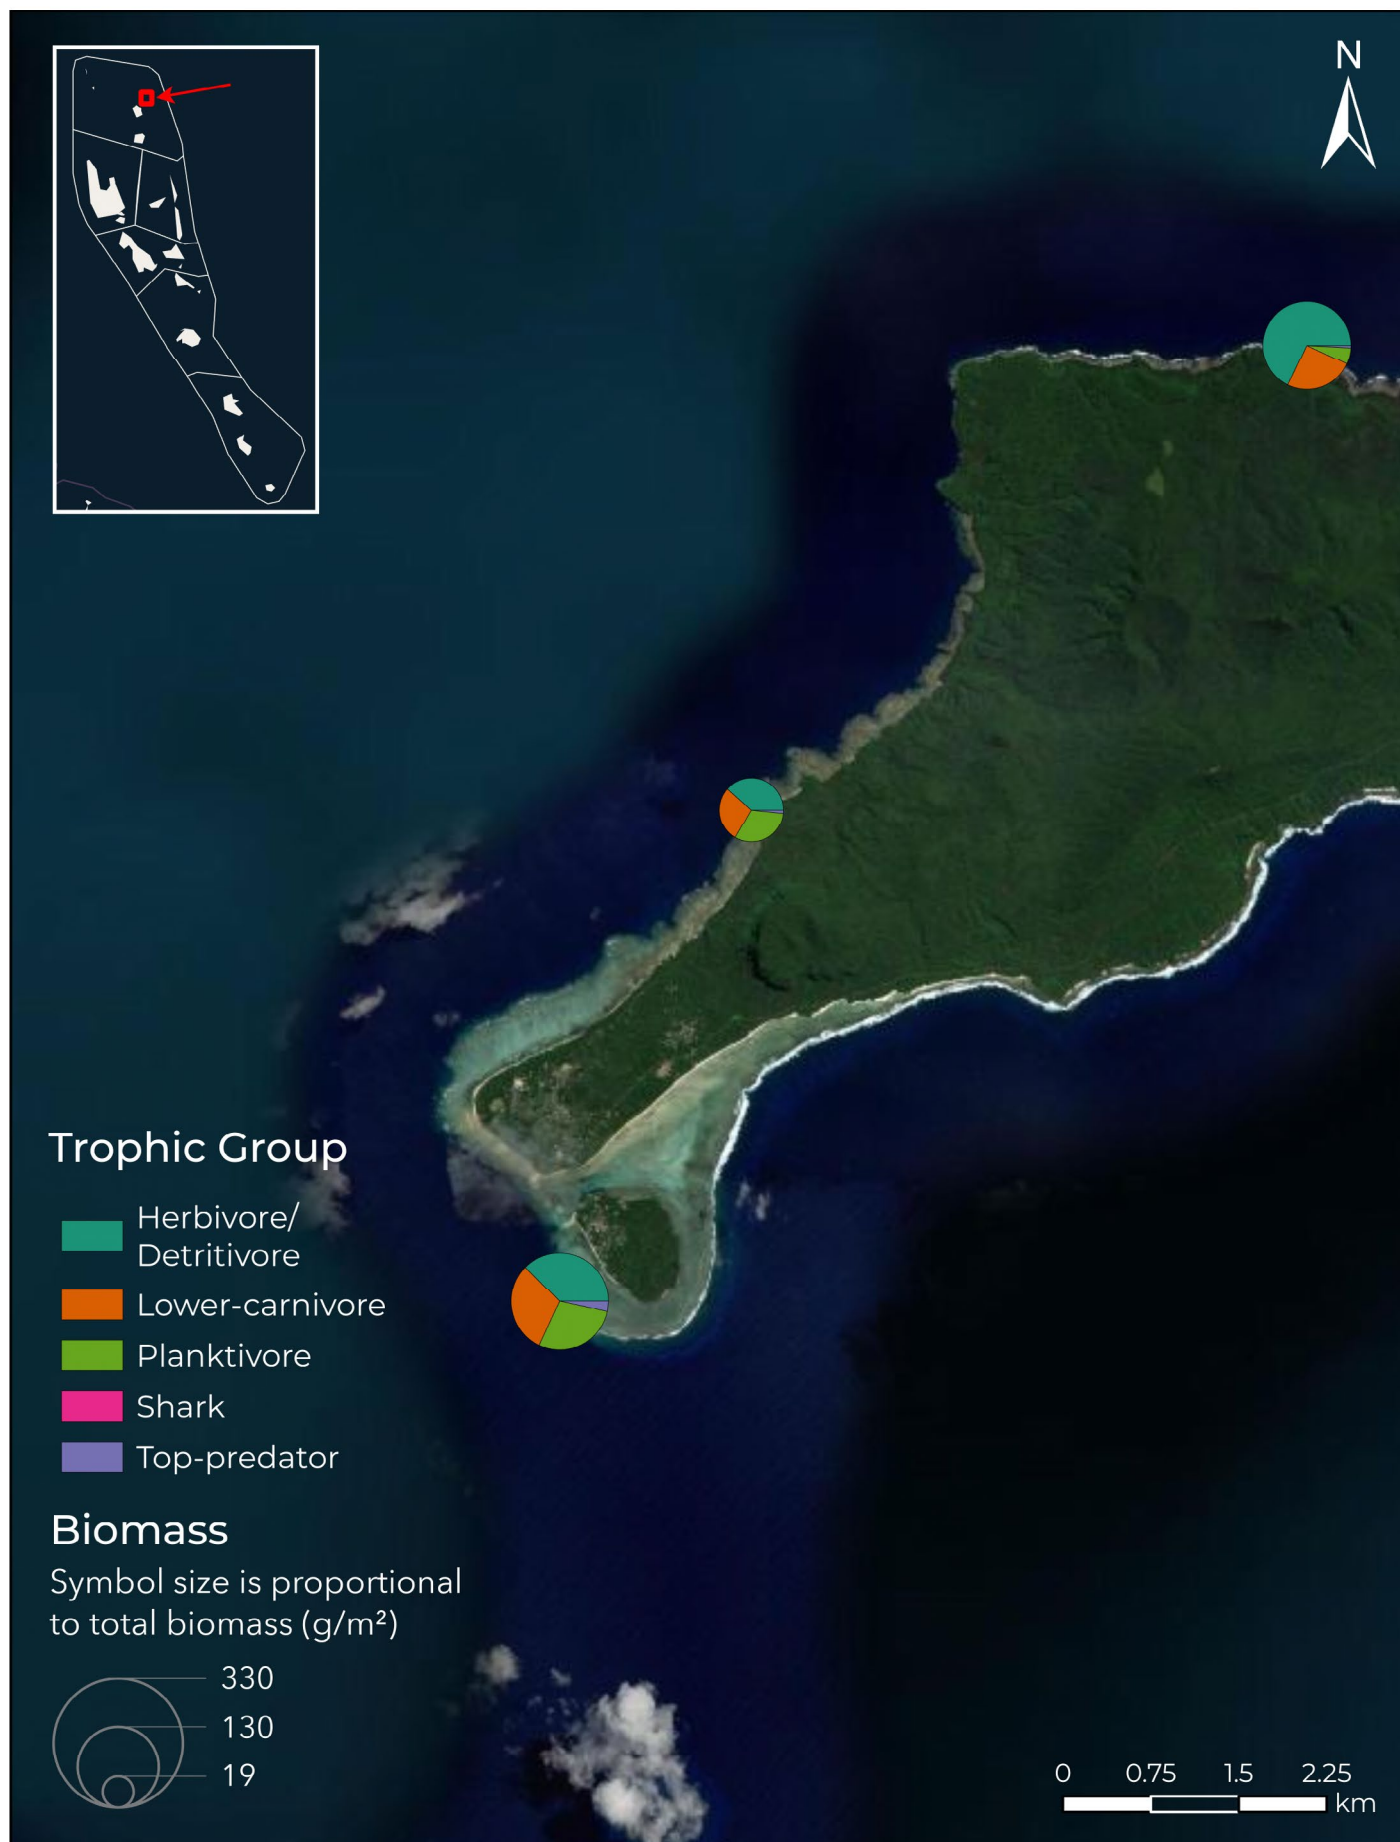 N
Trophic Group
Herbivore/
Detritivore
Lower-carnivore
Planktivore
Shark
Top-predator
Biomass
Symbol size is proportional
to total biomass (g/m²)
330
130
19
0 0.75 1.5 2.25
km